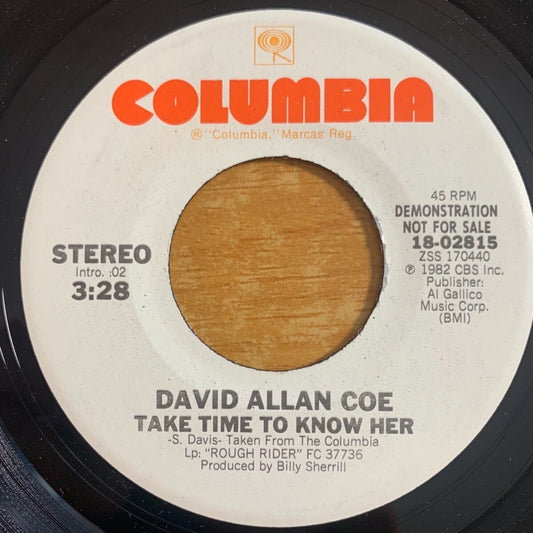 COLUMBIA
® "Columbia," Marcas Reg.
45 RPM
DEMONSTRATION
NOT FOR SALE
18-02815
ZSS 170440
℗ 1982 CBS Inc.
Publisher:
Al Gallico
Music Corp.
(BMI)
STEREO
Intro. :02
3:28
DAVID ALLAN COE
TAKE TIME TO KNOW HER
-S. Davis- Taken From The Columbia
Lp: "ROUGH RIDER" FC 37736
Produced by Billy Sherrill